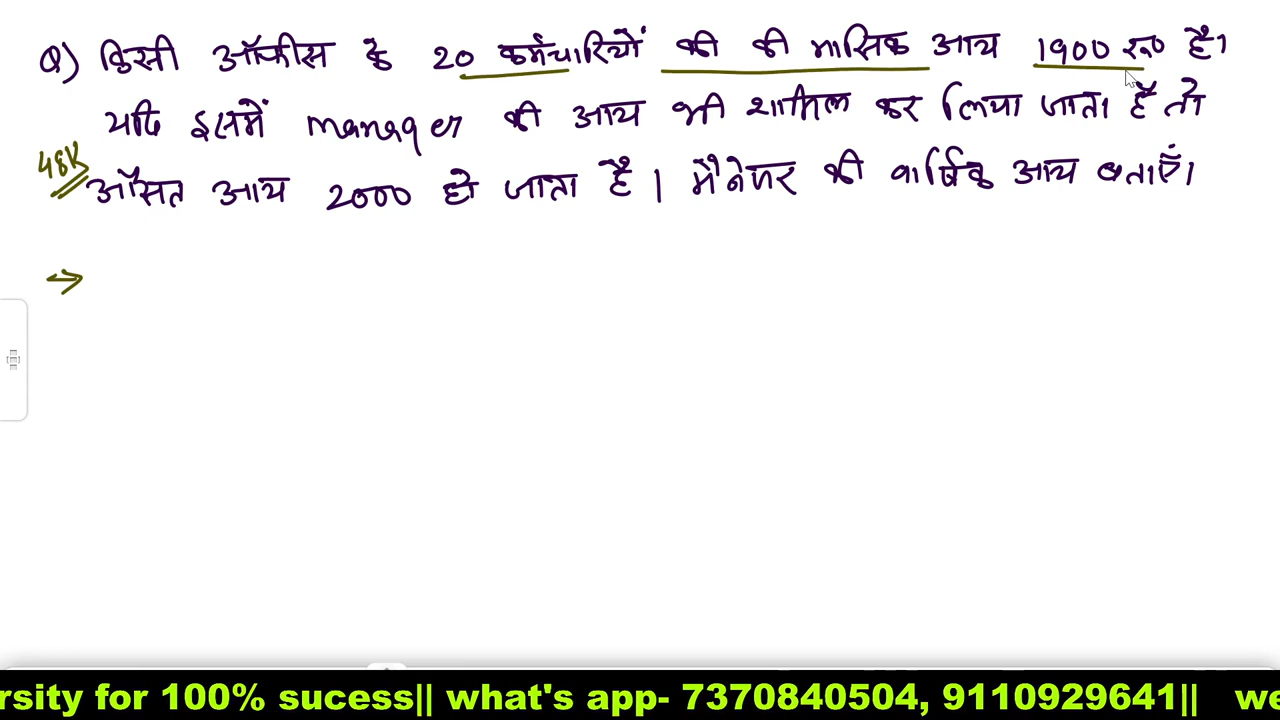 Q) किसी ऑफीस के 20 कर्मचारियों की की मासिक आय 1900 रू० है।
यदि इसमें manager की आय भी शामिल कर लिया जाता है तो
48K
औसत आय 2000 हो जाता है। मैनेजर की वार्षिक आय बताएँ।
→
rsity for 100% sucess|| what's app- 7370840504, 9110929641|| we